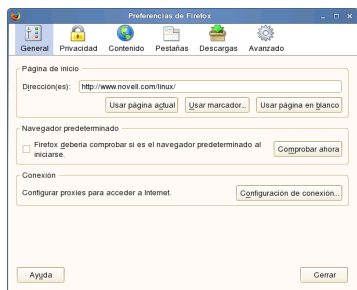 Preferencias de Firefox
General Privacidad Contenido Pestañas Descargas Avanzado
Página de inicio
Dirección(es): http://www.novell.com/linux/
Usar página actual Usar marcador... Usar página en blanco
Navegador predeterminado
Firefox deberia comprobar si es el navegador predeterminado al
iniciarse.
Comprobar ahora
Conexión
Configurar proxies para acceder a Internet.
Configuración de conexión...
Ayuda Cerrar